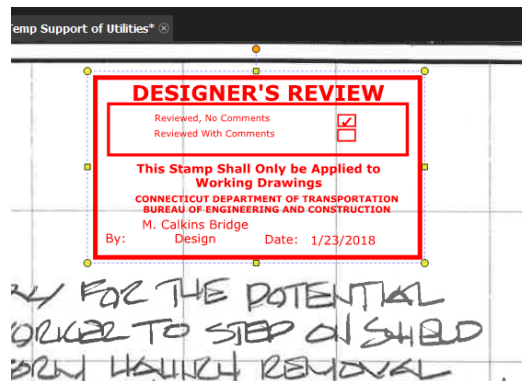 emp Support of Utilities*
DESIGNER'S REVIEW
Reviewed, No Comments
Reviewed With Comments
This Stamp Shall Only be Applied to
Working Drawings
CONNECTICUT DEPARTMENT OF TRANSPORTATION
BUREAU OF ENGINEERING AND CONSTRUCTION
M. Calkins Bridge
By: Design Date: 1/23/2018
FOR THE POTENTIAL
TO STEP ON SHIELD
HAUNCH REMOVAL